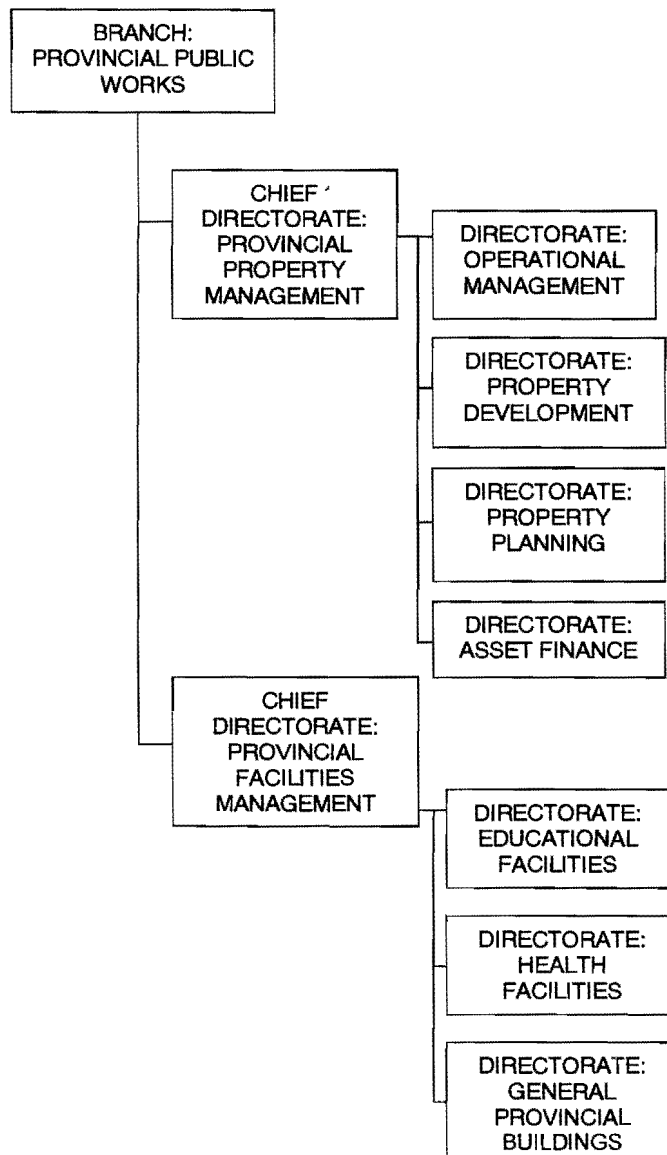 BRANCH:
PROVINCIAL PUBLIC
WORKS
CHIEF
DIRECTORATE:
PROVINCIAL
PROPERTY
MANAGEMENT
DIRECTORATE:
OPERATIONAL
MANAGEMENT
DIRECTORATE:
PROPERTY
DEVELOPMENT
DIRECTORATE:
PROPERTY
PLANNING
DIRECTORATE:
ASSET FINANCE
CHIEF
DIRECTORATE:
PROVINCIAL
FACILITIES
MANAGEMENT
DIRECTORATE:
EDUCATIONAL
FACILITIES
DIRECTORATE:
HEALTH
FACILITIES
DIRECTORATE:
GENERAL
PROVINCIAL
BUILDINGS